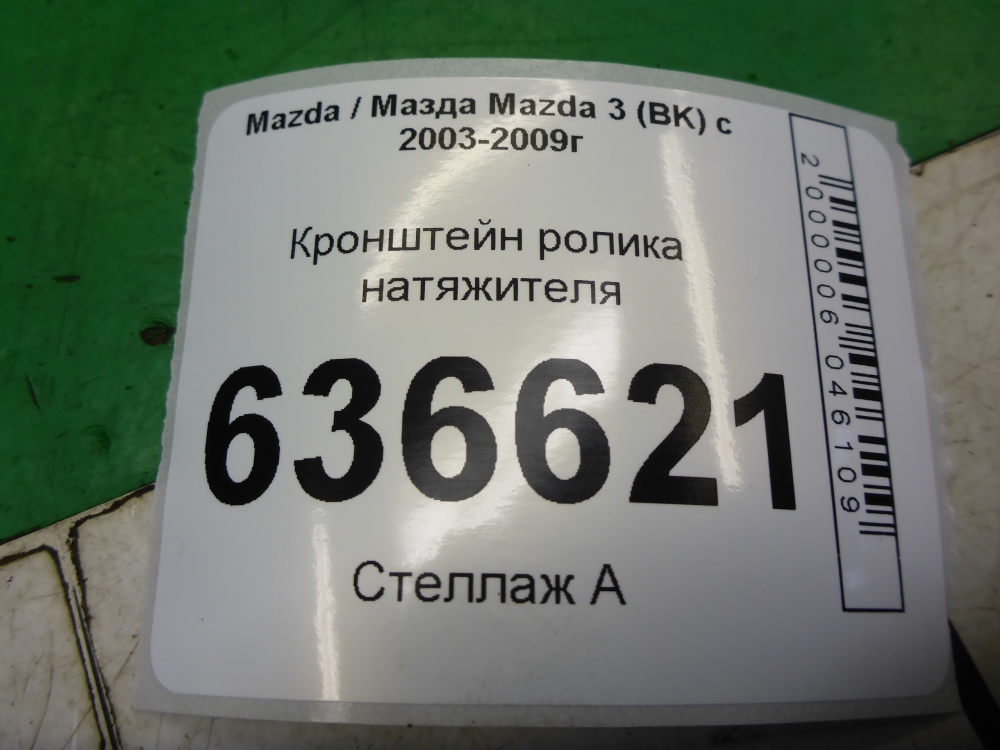 Mazda / Мазда Mazda 3 (BK) с
2003-2009г
Кронштейн ролика
натяжителя
636621
Стеллаж А
2000006046109